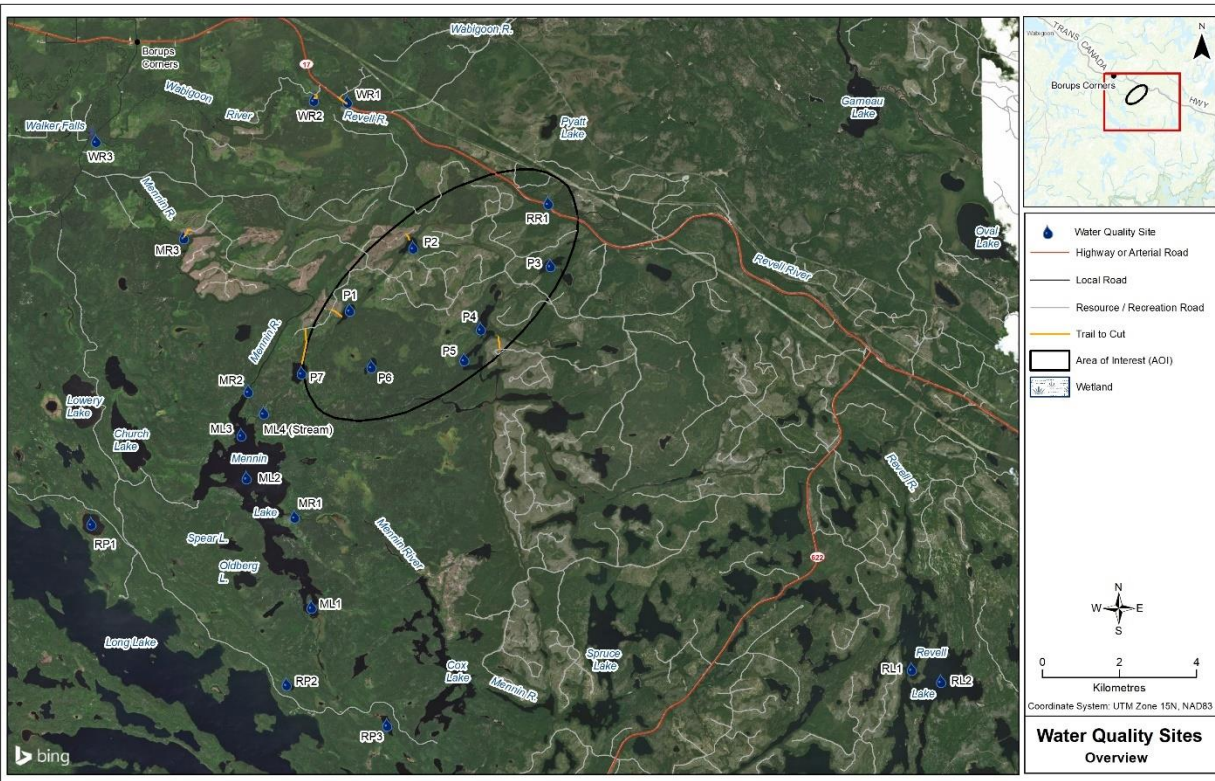 Wabigoon R.
Borups
Corners
17
Wabigoon
River
WR1
WR2
Revell R.
Garneau
Lake
Pyatt
Lake
Walker Falls
WR3
Mennin R.
MR3
RR1
Oval
Lake
P2
P3
Revell River
P1
P4
Mennin R.
P5
P6
P7
MR2
Lowery
Lake
ML4 (Stream)
Church
Lake
ML3
Mennin
ML2
Lake
MR1
RP1
Spear L.
Mennin River
Revell R.
622
Oldberg
L.
ML1
Long Lake
Cox
Lake
Spruce
Lake
Mennin R.
RP2
RP3
RL1
Revell
RL2
Lake
bing
Wabigoon
TRANS CANADA
HWY
Borups Corners
N
Water Quality Site
Highway or Arterial Road
Local Road
Resource / Recreation Road
Trail to Cut
Area of Interest (AOI)
Wetland
N
W E
S
0 2 4
Kilometres
Coordinate System: UTM Zone 15N, NAD83
Water Quality Sites
Overview